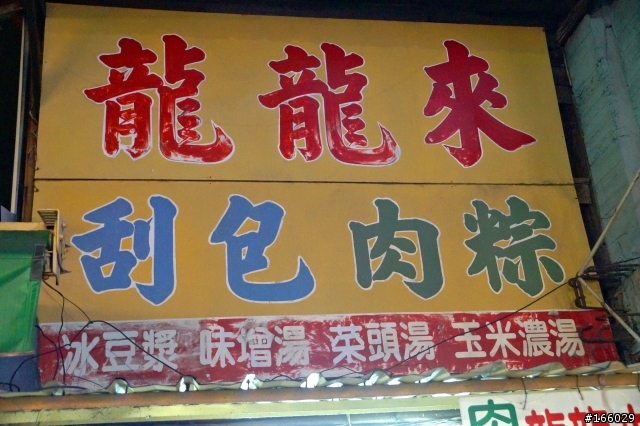 龍龍來
刮包 肉粽
冰豆漿 味增湯 菜頭湯 玉米濃湯
肉
#166029